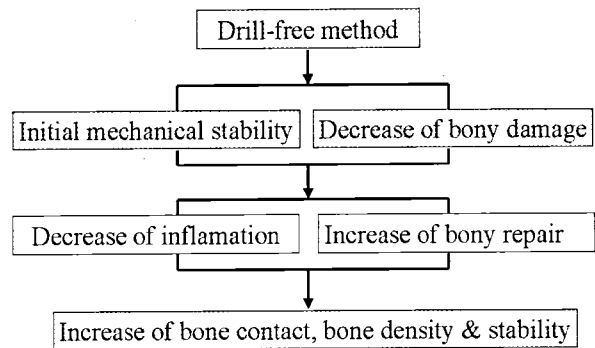 Drill-free method
Initial mechanical stability
Decrease of bony damage
Decrease of inflamation
Increase of bony repair
Increase of bone contact, bone density & stability